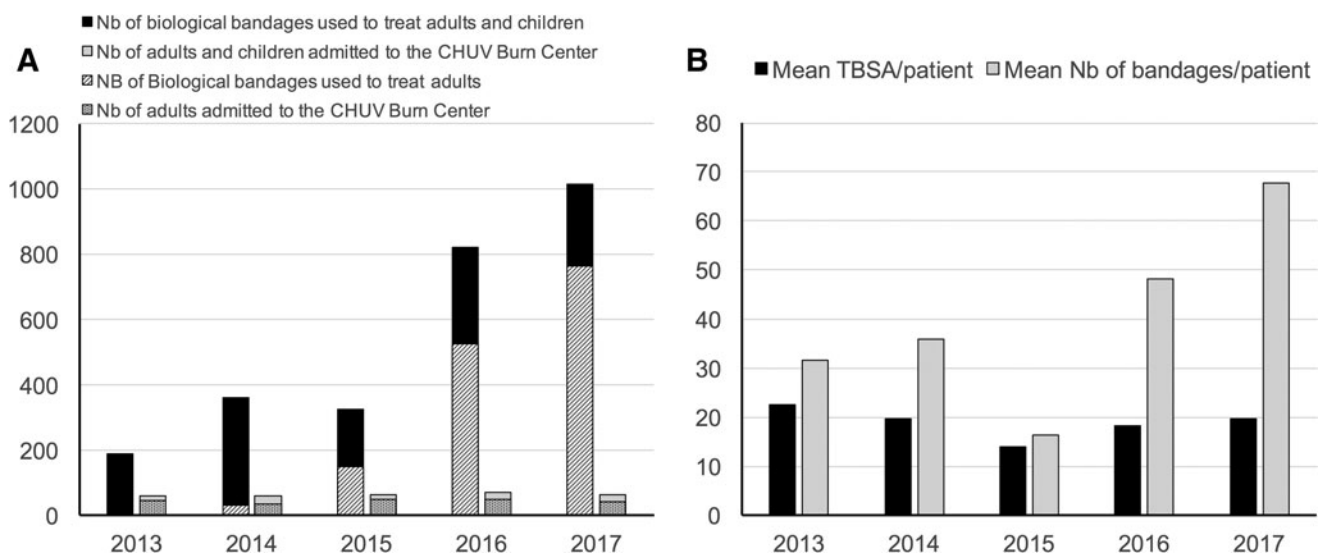 A
Nb of biological bandages used to treat adults and children
Nb of adults and children admitted to the CHUV Burn Center
NB of Biological bandages used to treat adults
Nb of adults admitted to the CHUV Burn Center
1200
1000
800
600
400
200
0
2013 2014 2015 2016 2017
B
Mean TBSA/patient Mean Nb of bandages/patient
80
70
60
50
40
30
20
10
0
2013 2014 2015 2016 2017